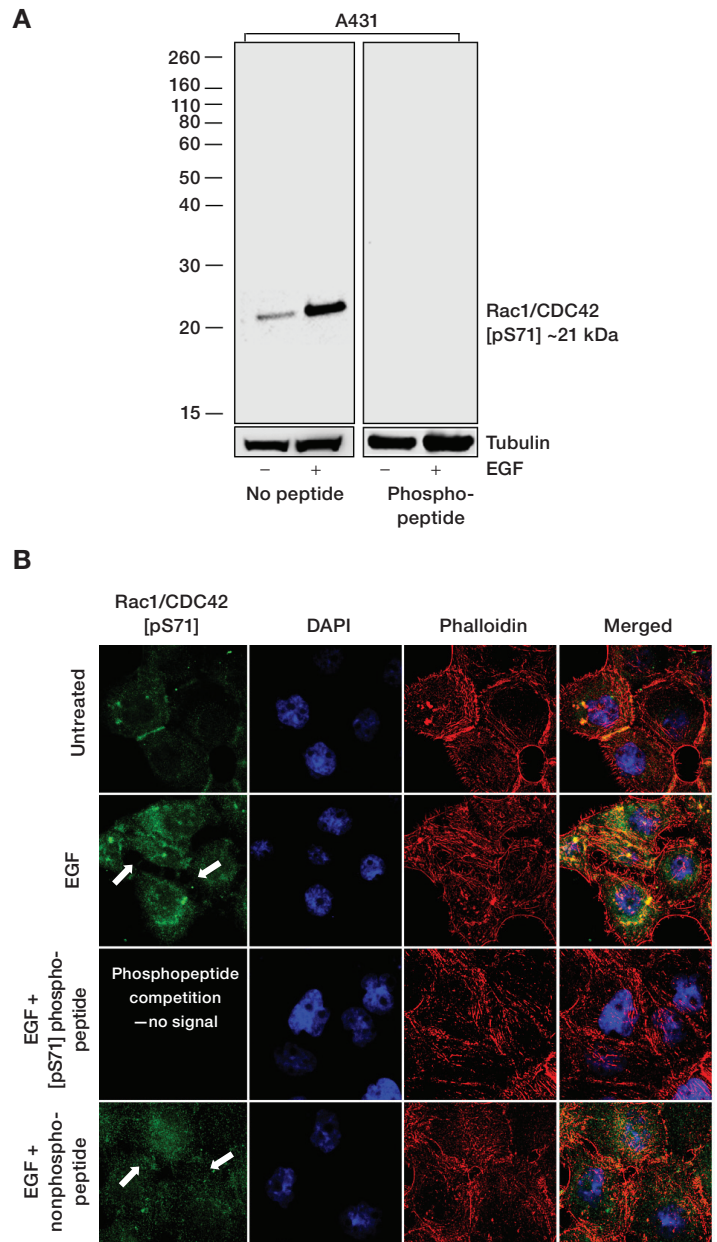 A
A431
260
160
110
80
60
50
40
30
20
15
Rac1/CDC42
[pS71] ~21 kDa
Tubulin
– + – + EGF
No peptide
Phospho-
peptide
B
Rac1/CDC42
[pS71]
DAPI
Phalloidin
Merged
Untreated
EGF
EGF +
[pS71] phospho-
peptide
Phosphopeptide
competition
—no signal
EGF +
nonphospho-
peptide